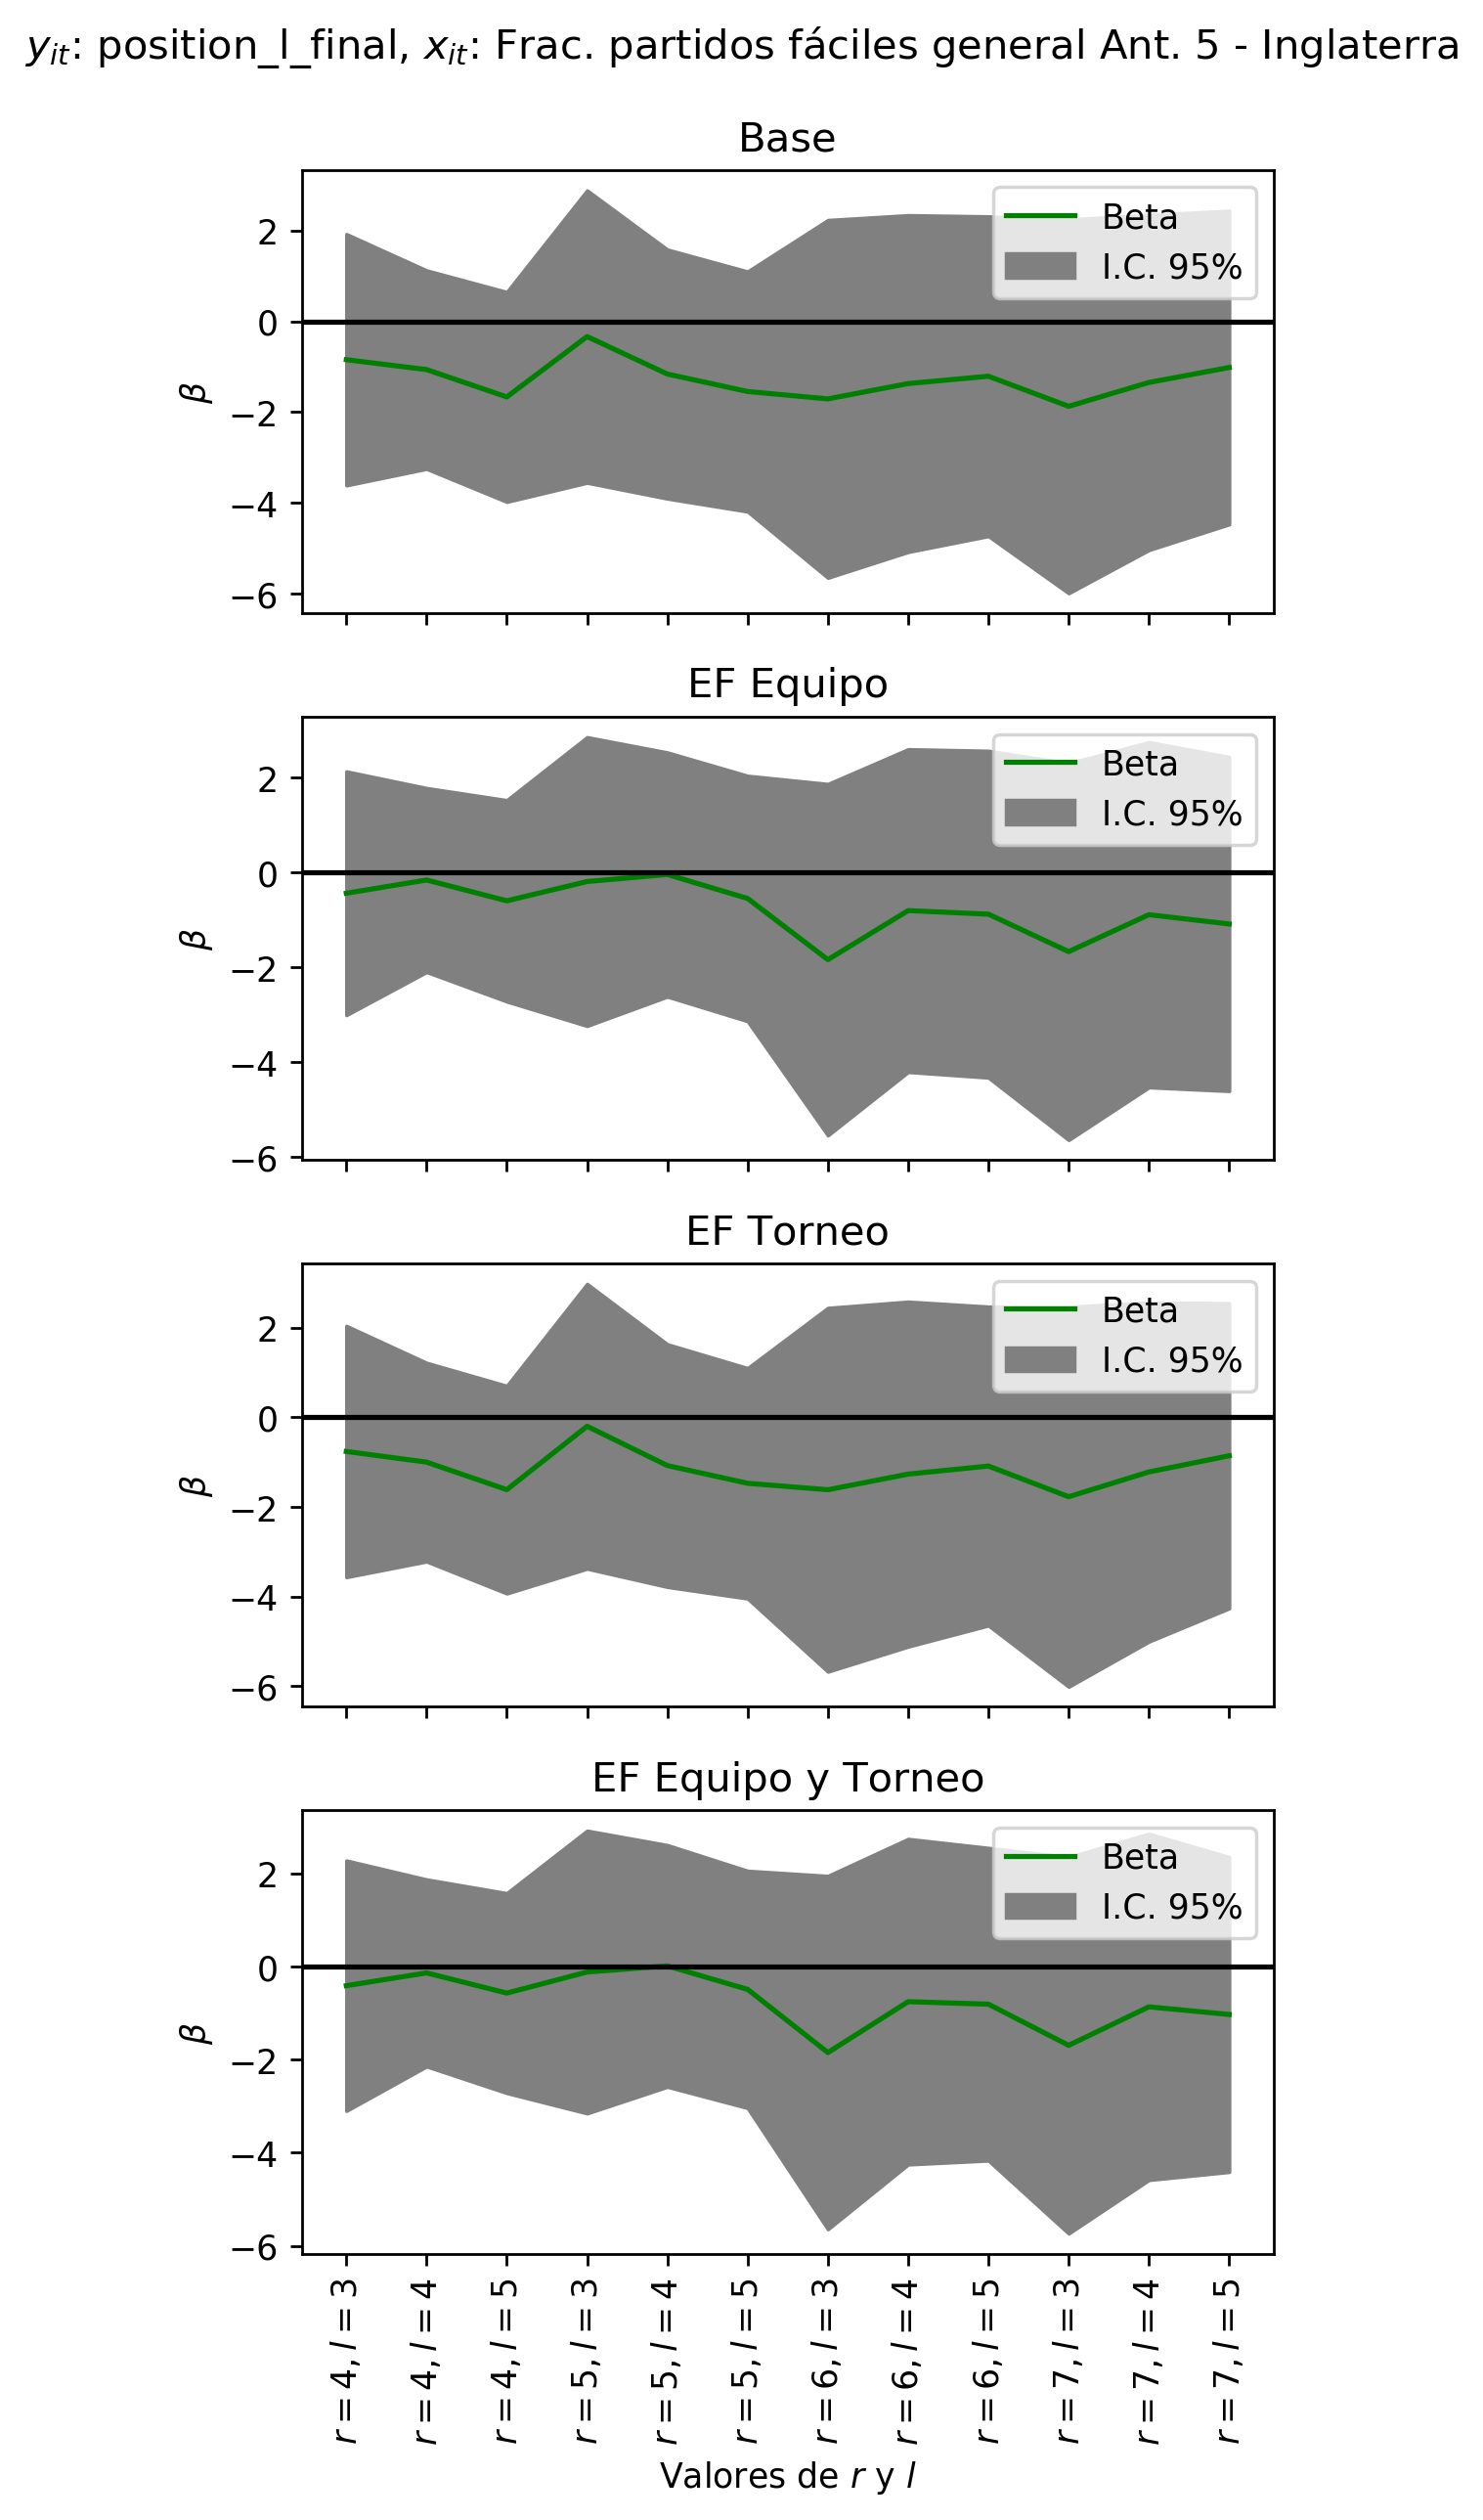 y_it: position_l_final, x_it: Frac. partidos fáciles general Ant. 5 - Inglaterra
Base
Beta
I.C. 95%
2
0
−2
−4
−6
β
EF Equipo
Beta
I.C. 95%
2
0
−2
−4
−6
β
EF Torneo
Beta
I.C. 95%
2
0
−2
−4
−6
β
EF Equipo y Torneo
Beta
I.C. 95%
2
0
−2
−4
−6
β
r = 4, l = 3
r = 4, l = 4
r = 4, l = 5
r = 5, l = 3
r = 5, l = 4
r = 5, l = 5
r = 6, l = 3
r = 6, l = 4
r = 6, l = 5
r = 7, l = 3
r = 7, l = 4
r = 7, l = 5
Valores de r y l